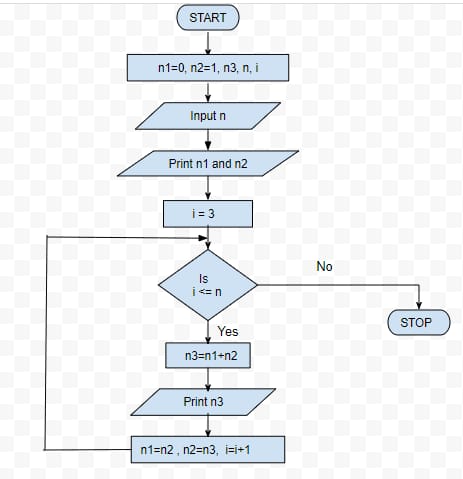 START
n1=0, n2=1, n3, n, i
Input n
Print n1 and n2
i = 3
Is
i <= n
No
STOP
Yes
n3=n1+n2
Print n3
n1=n2 , n2=n3, i=i+1